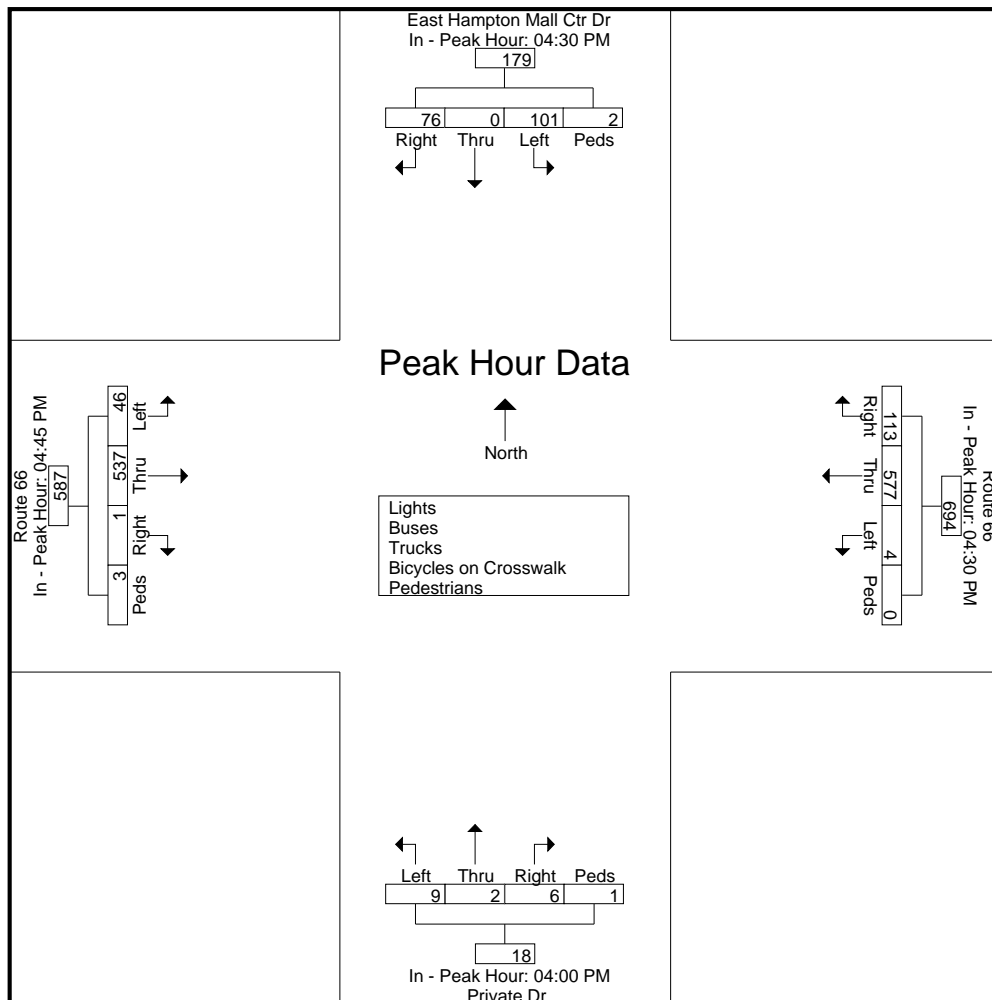 East Hampton Mall Ctr Dr
In - Peak Hour: 04:30 PM
179
76 0 101 2
Right Thru Left Peds
Peak Hour Data
North
Lights
Buses
Trucks
Bicycles on Crosswalk
Pedestrians
Route 66
In - Peak Hour: 04:45 PM
587
46 537 1 3
Left Thru Right Peds
Route 66
In - Peak Hour: 04:30 PM
694
113 577 4 0
Right Thru Left Peds
Left Thru Right Peds
9 2 6 1
18
In - Peak Hour: 04:00 PM
Private Dr